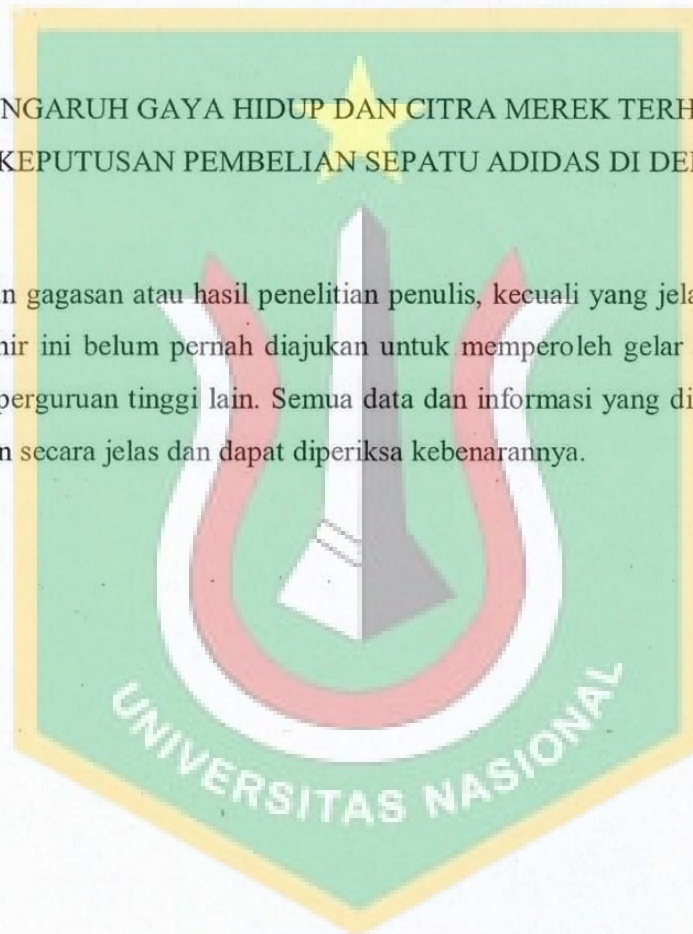 NGARUH GAYA HIDUP DAN CITRA MEREK TERH
KEPUTUSAN PEMBELIAN SEPATU ADIDAS DI DE
n gagasan atau hasil penelitian penulis, kecuali yang jela
nir ini belum pernah diajukan untuk memperoleh gelar
perguruan tinggi lain. Semua data dan informasi yang di
n secara jelas dan dapat diperiksa kebenarannya.
UNIVERSITAS NASIONAL